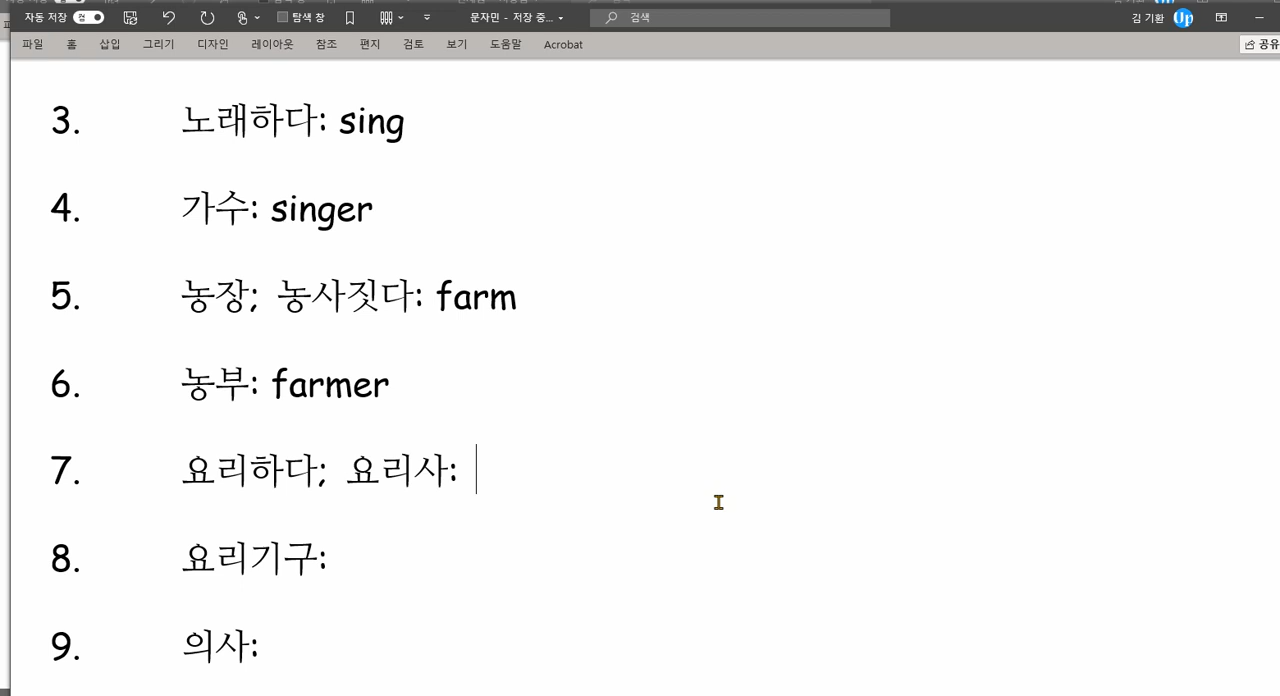 자동 저장 켬 탐색 창 문자민 - 저장 중... 검색 김 기환 Up
파일 홈 삽입 그리기 디자인 레이아웃 참조 편지 검토 보기 도움말 Acrobat 공유
3. 노래하다: sing
4. 가수: singer
5. 농장; 농사짓다: farm
6. 농부: farmer
7. 요리하다; 요리사:
8. 요리기구:
9. 의사: